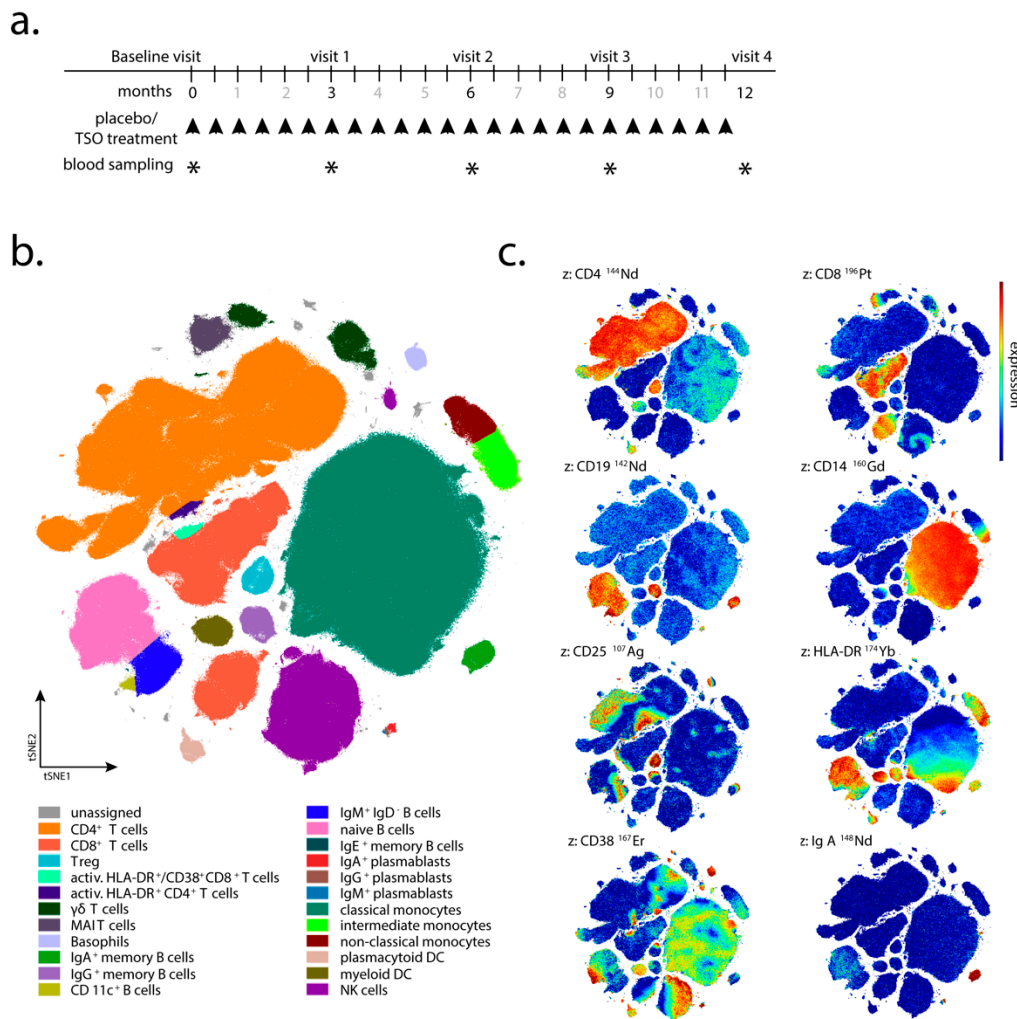 a.
Baseline visit visit 1 visit 2 visit 3 visit 4
months 0 1 2 3 4 5 6 7 8 9 10 11 12
placebo/
TSO treatment
blood sampling * * * * *
b.
tSNE2
tSNE1
unassigned
CD4+ T cells
CD8+ T cells
Treg
activ. HLA-DR+/CD38+CD8+ T cells
activ. HLA-DR+ CD4+ T cells
γδ T cells
MAIT cells
Basophils
IgA+ memory B cells
IgG+ memory B cells
CD 11c+ B cells
IgM+ IgD- B cells
naive B cells
IgE+ memory B cells
IgA+ plasmablasts
IgG+ plasmablasts
IgM+ plasmablasts
classical monocytes
intermediate monocytes
non-classical monocytes
plasmacytoid DC
myeloid DC
NK cells
c.
z: CD4 144Nd
z: CD8 196Pt
expression
z: CD19 142Nd
z: CD14 160Gd
z: CD25 107Ag
z: HLA-DR 174Yb
z: CD38 167Er
z: Ig A 148Nd